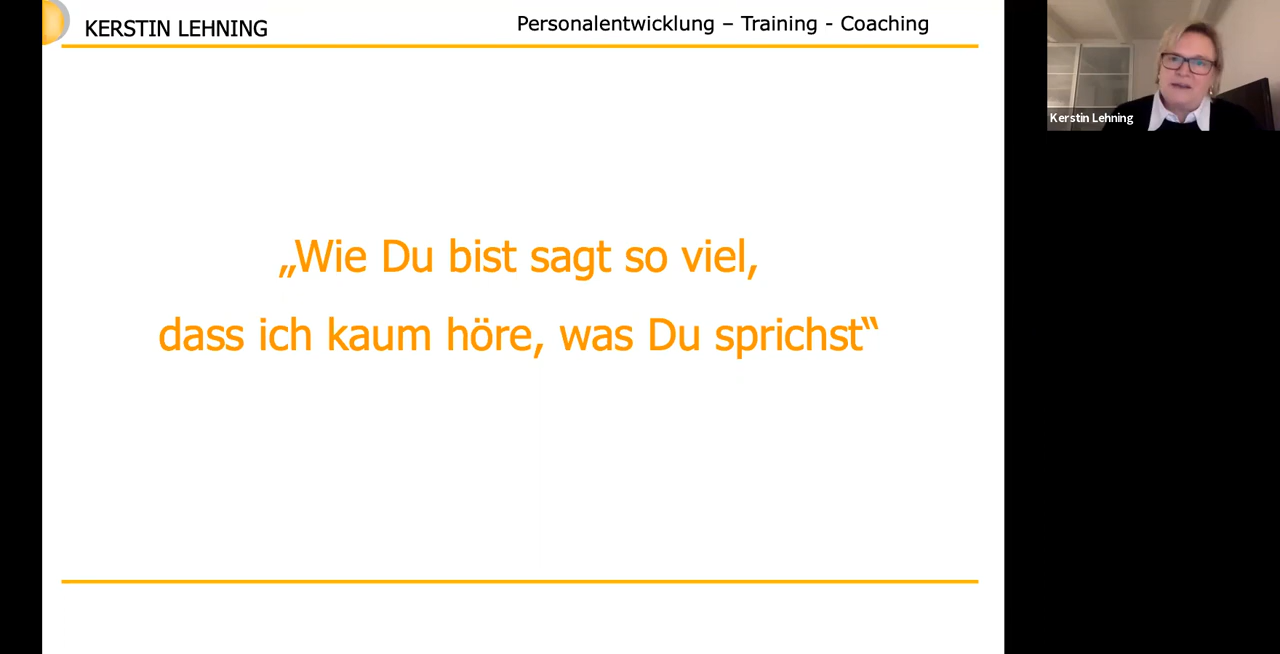 KERSTIN LEHNING
Personalentwicklung – Training - Coaching
„Wie Du bist sagt so viel,
dass ich kaum höre, was Du sprichst“
Kerstin Lehning